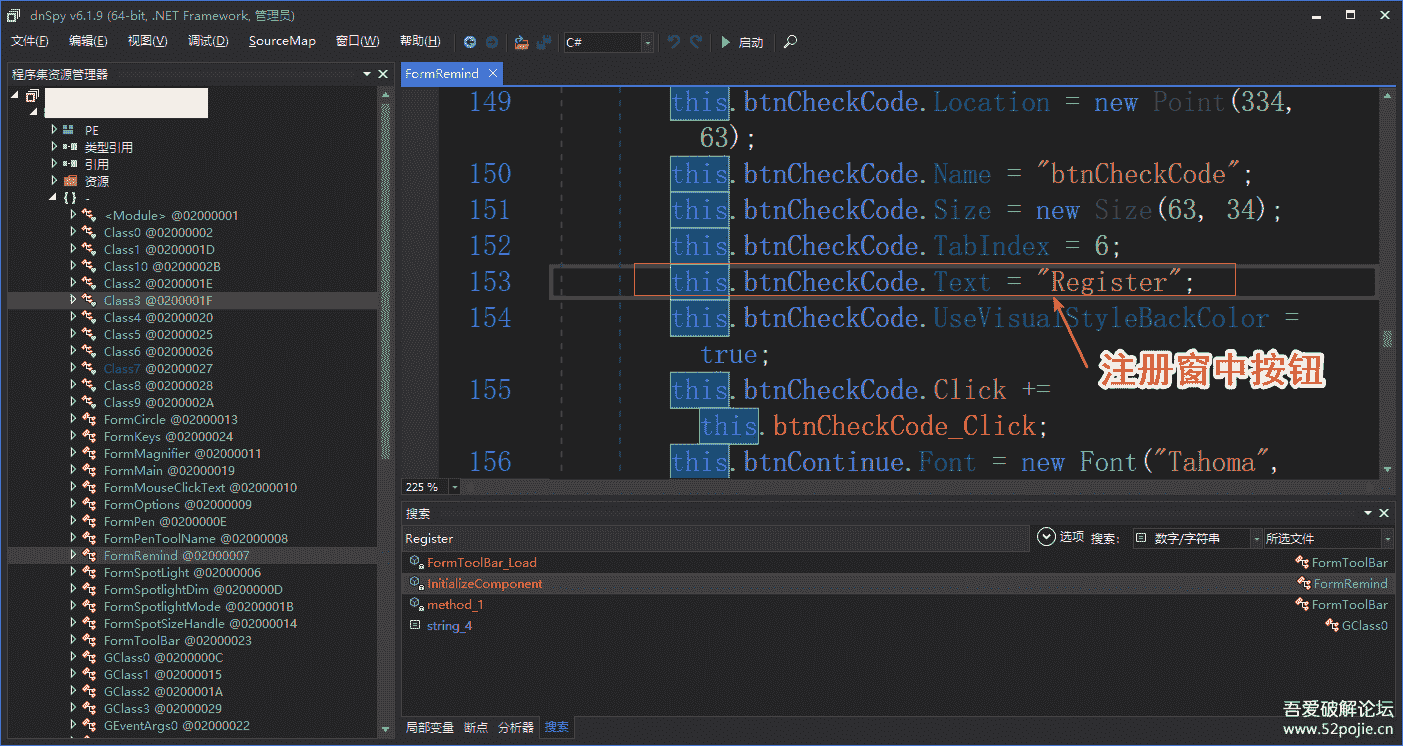 dnSpy v6.1.9 (64-bit, .NET Framework, 管理员)
文件(F) 编辑(E) 视图(V) 调试(D) SourceMap 窗口(W) 帮助(H) C# 启动
程序集资源管理器
PE
类型引用
引用
资源
{ } -
<Module> @02000001
Class0 @02000002
Class1 @0200001D
Class10 @0200002B
Class2 @0200001E
Class3 @0200001F
Class4 @02000020
Class5 @02000025
Class6 @02000026
Class7 @02000027
Class8 @02000028
Class9 @0200002A
FormCircle @02000013
FormKeys @02000024
FormMagnifier @02000011
FormMain @02000019
FormMouseClickText @02000010
FormOptions @02000009
FormPen @0200000E
FormPenToolName @02000008
FormRemind @02000007
FormSpotLight @02000006
FormSpotlightDim @0200000D
FormSpotlightMode @0200001B
FormSpotSizeHandle @02000014
FormToolBar @02000023
GClass0 @0200000C
GClass1 @02000015
GClass2 @0200001A
GClass3 @02000029
GEventArgs0 @02000022
FormRemind
149 this.btnCheckCode.Location = new Point(334,
63);
150 this.btnCheckCode.Name = "btnCheckCode";
151 this.btnCheckCode.Size = new Size(63, 34);
152 this.btnCheckCode.TabIndex = 6;
153 this.btnCheckCode.Text = "Register";
154 this.btnCheckCode.UseVisualStyleBackColor =
true;
155 this.btnCheckCode.Click +=
this.btnCheckCode_Click;
156 this.btnContinue.Font = new Font("Tahoma",
注册窗中按钮
225 %
搜索
Register 选项 搜索: 数字/字符串 所选文件
FormToolBar_Load FormToolBar
InitializeComponent FormRemind
method_1 FormToolBar
string_4 GClass0
局部变量 断点 分析器 搜索
吾爱破解论坛
www.52pojie.cn